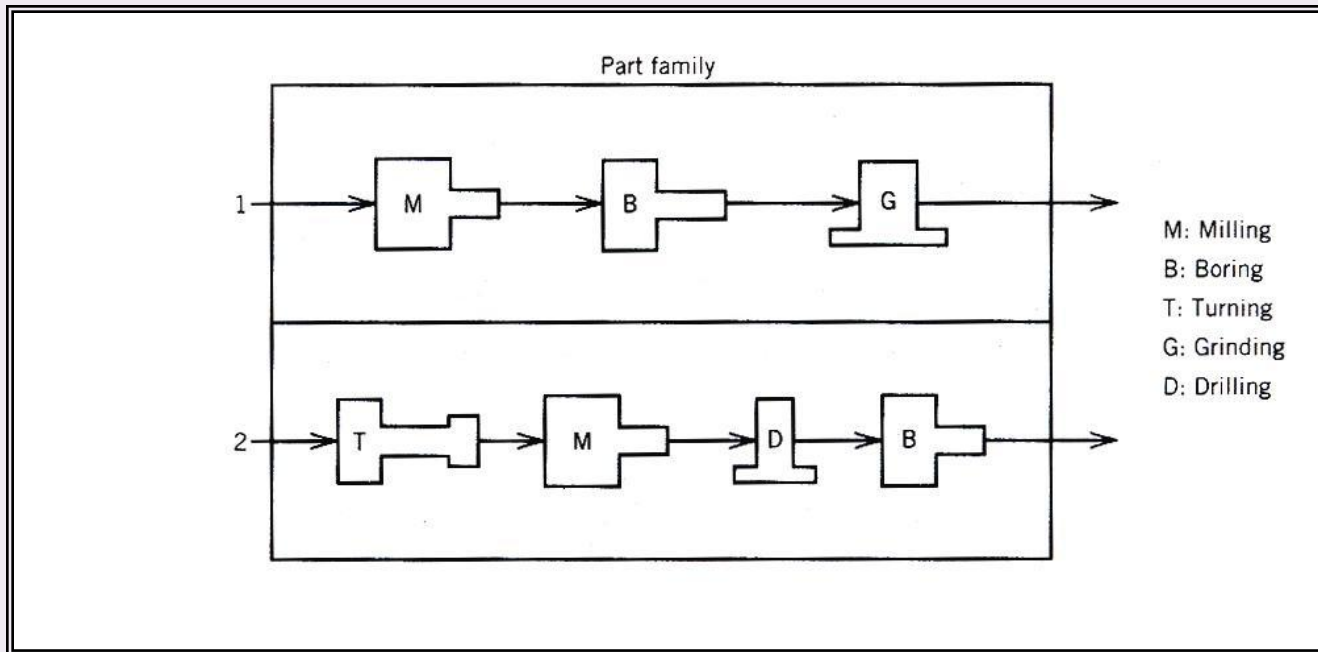 Part family
1 M B G
2 T M D B
M: Milling
B: Boring
T: Turning
G: Grinding
D: Drilling